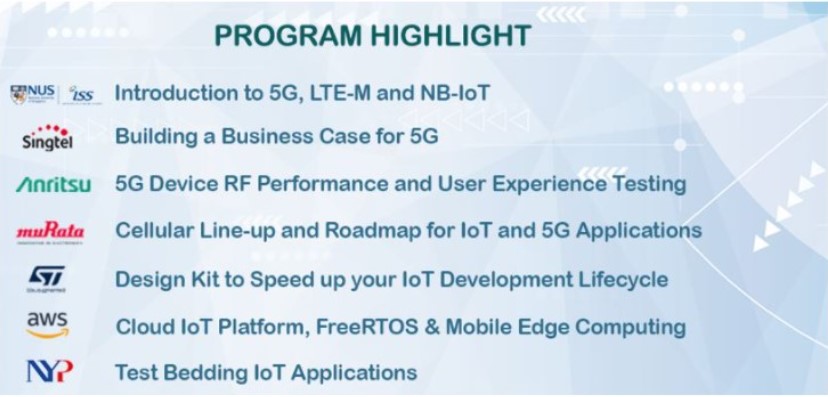 PROGRAM HIGHLIGHT
NUS ISS Introduction to 5G, LTE-M and NB-IoT
Singtel Building a Business Case for 5G
Anritsu 5G Device RF Performance and User Experience Testing
muRata Cellular Line-up and Roadmap for IoT and 5G Applications
ST Design Kit to Speed up your IoT Development Lifecycle
aws Cloud IoT Platform, FreeRTOS & Mobile Edge Computing
NYP Test Bedding IoT Applications